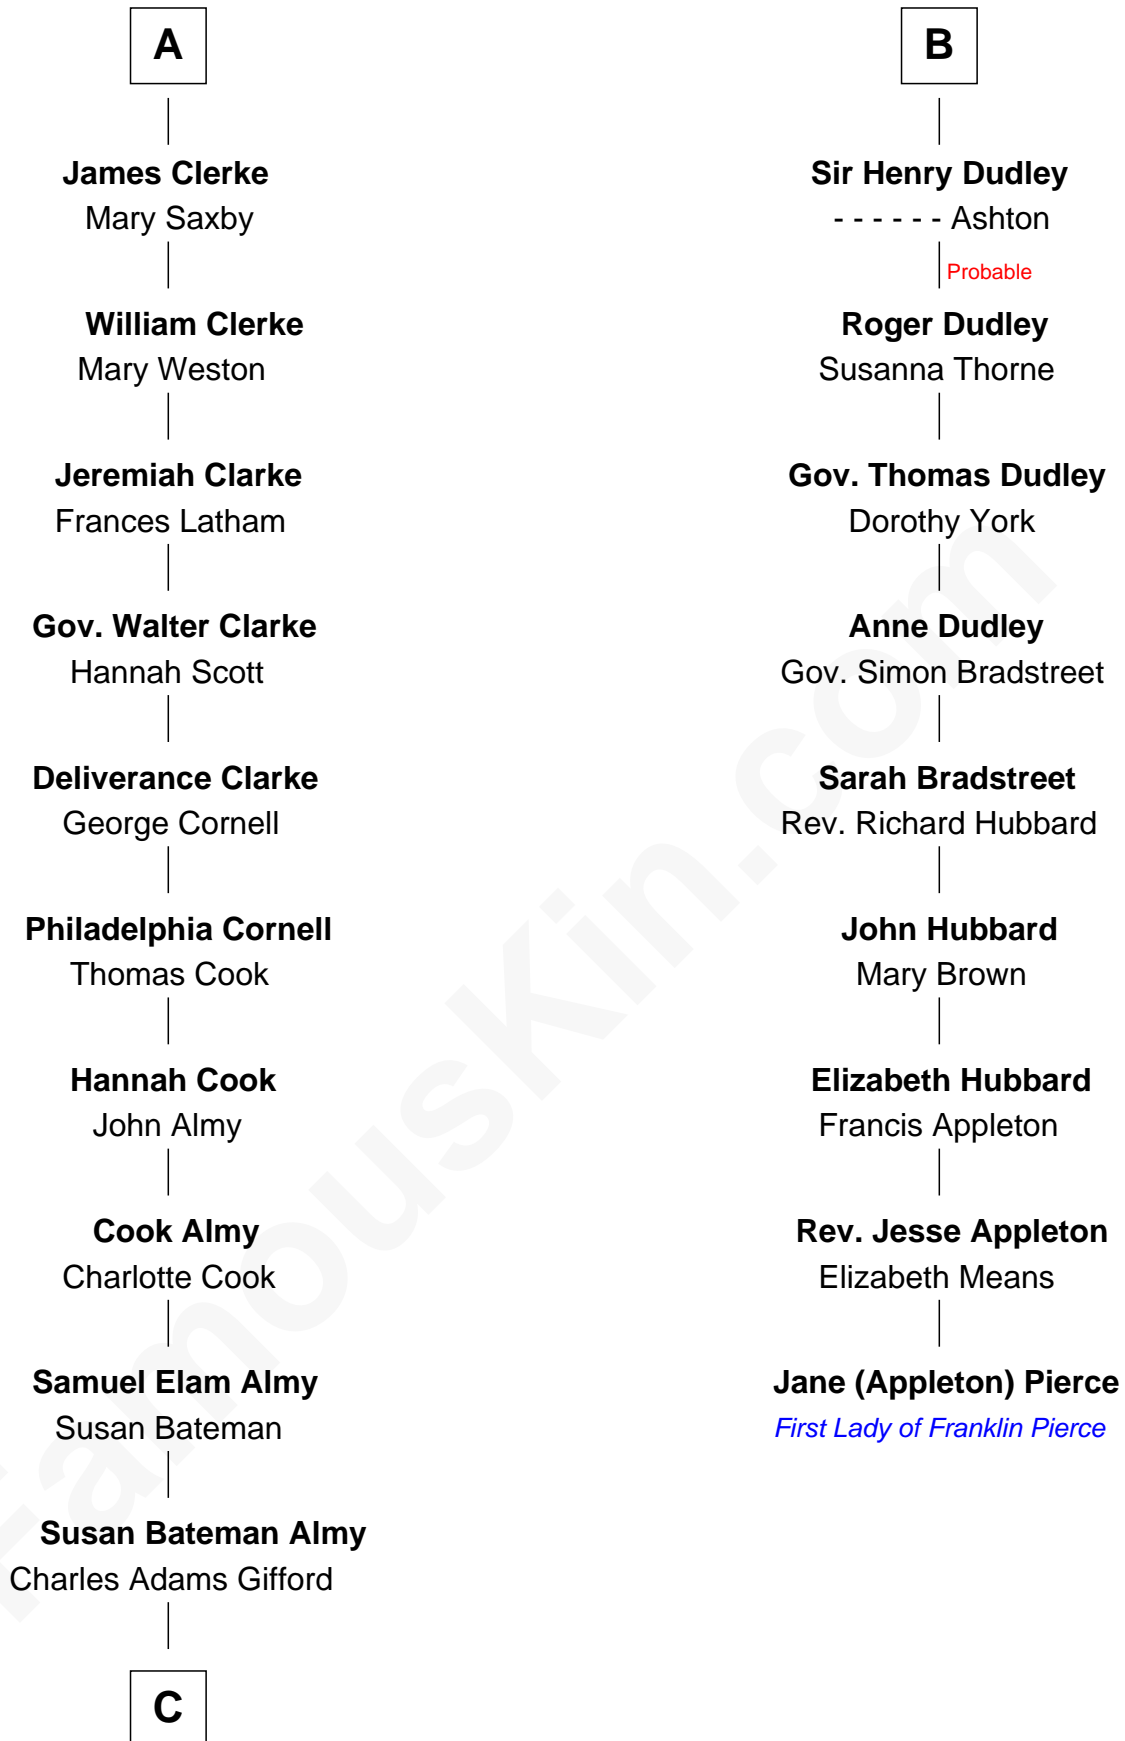 A
James Clerke
Mary Saxby
William Clerke
Mary Weston
Jeremiah Clarke
Frances Latham
Gov. Walter Clarke
Hannah Scott
Deliverance Clarke
George Cornell
Philadelphia Cornell
Thomas Cook
Hannah Cook
John Almy
Cook Almy
Charlotte Cook
Samuel Elam Almy
Susan Bateman
Susan Bateman Almy
Charles Adams Gifford
C
B
Sir Henry Dudley
- - - - - - Ashton
Probable
Roger Dudley
Susanna Thorne
Gov. Thomas Dudley
Dorothy York
Anne Dudley
Gov. Simon Bradstreet
Sarah Bradstreet
Rev. Richard Hubbard
John Hubbard
Mary Brown
Elizabeth Hubbard
Francis Appleton
Rev. Jesse Appleton
Elizabeth Means
Jane (Appleton) Pierce
First Lady of Franklin Pierce
FamousKin.com